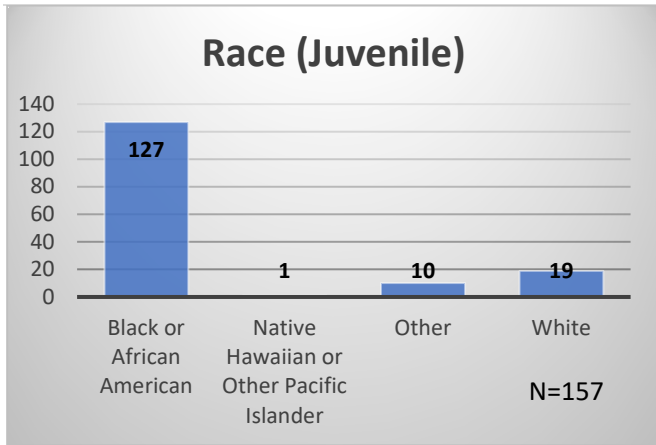 Race (Juvenile)
140
120
100
80
60
40
20
0
127
1
10
19
Black or
African
American
Native
Hawaiian or
Other Pacific
Islander
Other
White
N=157